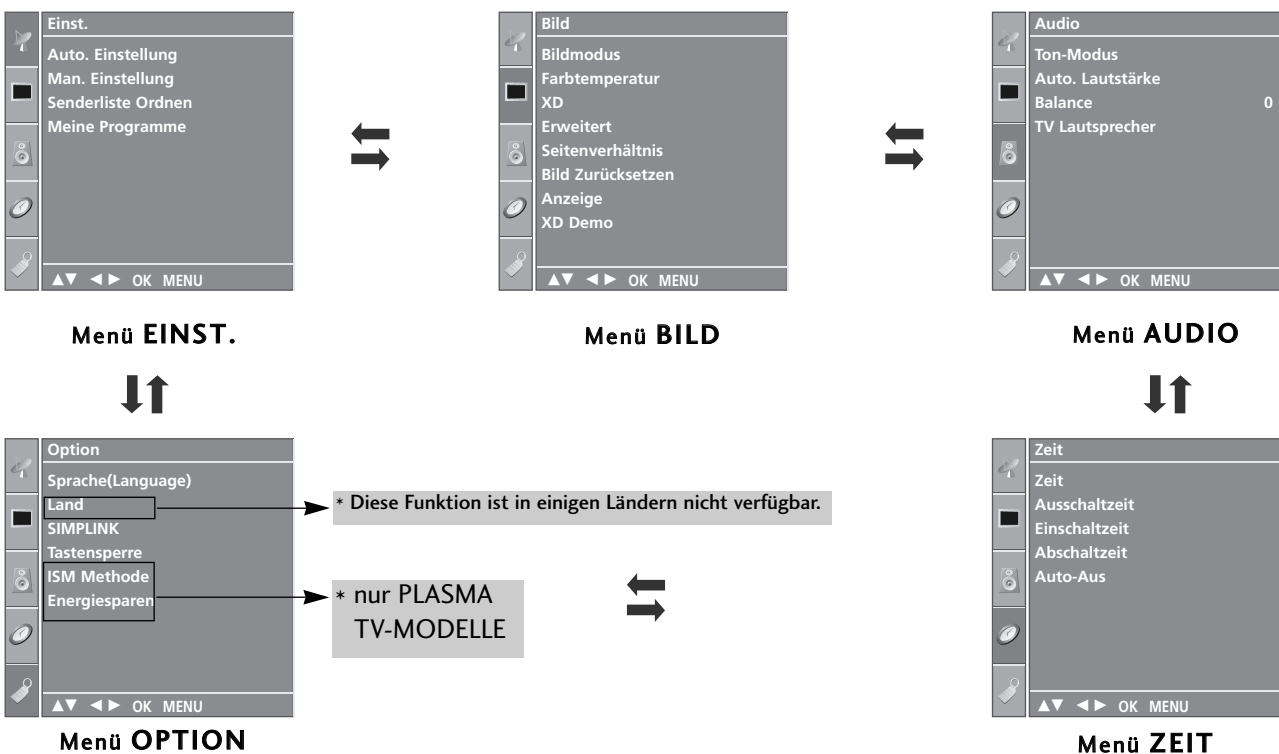 Einst.
Auto. Einstellung
Man. Einstellung
Senderliste Ordnen
Meine Programme
▲▼ ◄► OK MENU
Menü EINST.
Bild
Bildmodus
Farbtemperatur
XD
Erweitert
Seitenverhältnis
Bild Zurücksetzen
Anzeige
XD Demo
▲▼ ◄► OK MENU
Menü BILD
Audio
Ton-Modus
Auto. Lautstärke
Balance 0
TV Lautsprecher
▲▼ ◄► OK MENU
Menü AUDIO
Option
Sprache(Language)
Land
SIMPLINK
Tastensperre
ISM Methode
Energiesparen
▲▼ ◄► OK MENU
Menü OPTION
* Diese Funktion ist in einigen Ländern nicht verfügbar.
* nur PLASMA
TV-MODELLE
Zeit
Zeit
Ausschaltzeit
Einschaltzeit
Abschaltzeit
Auto-Aus
▲▼ ◄► OK MENU
Menü ZEIT